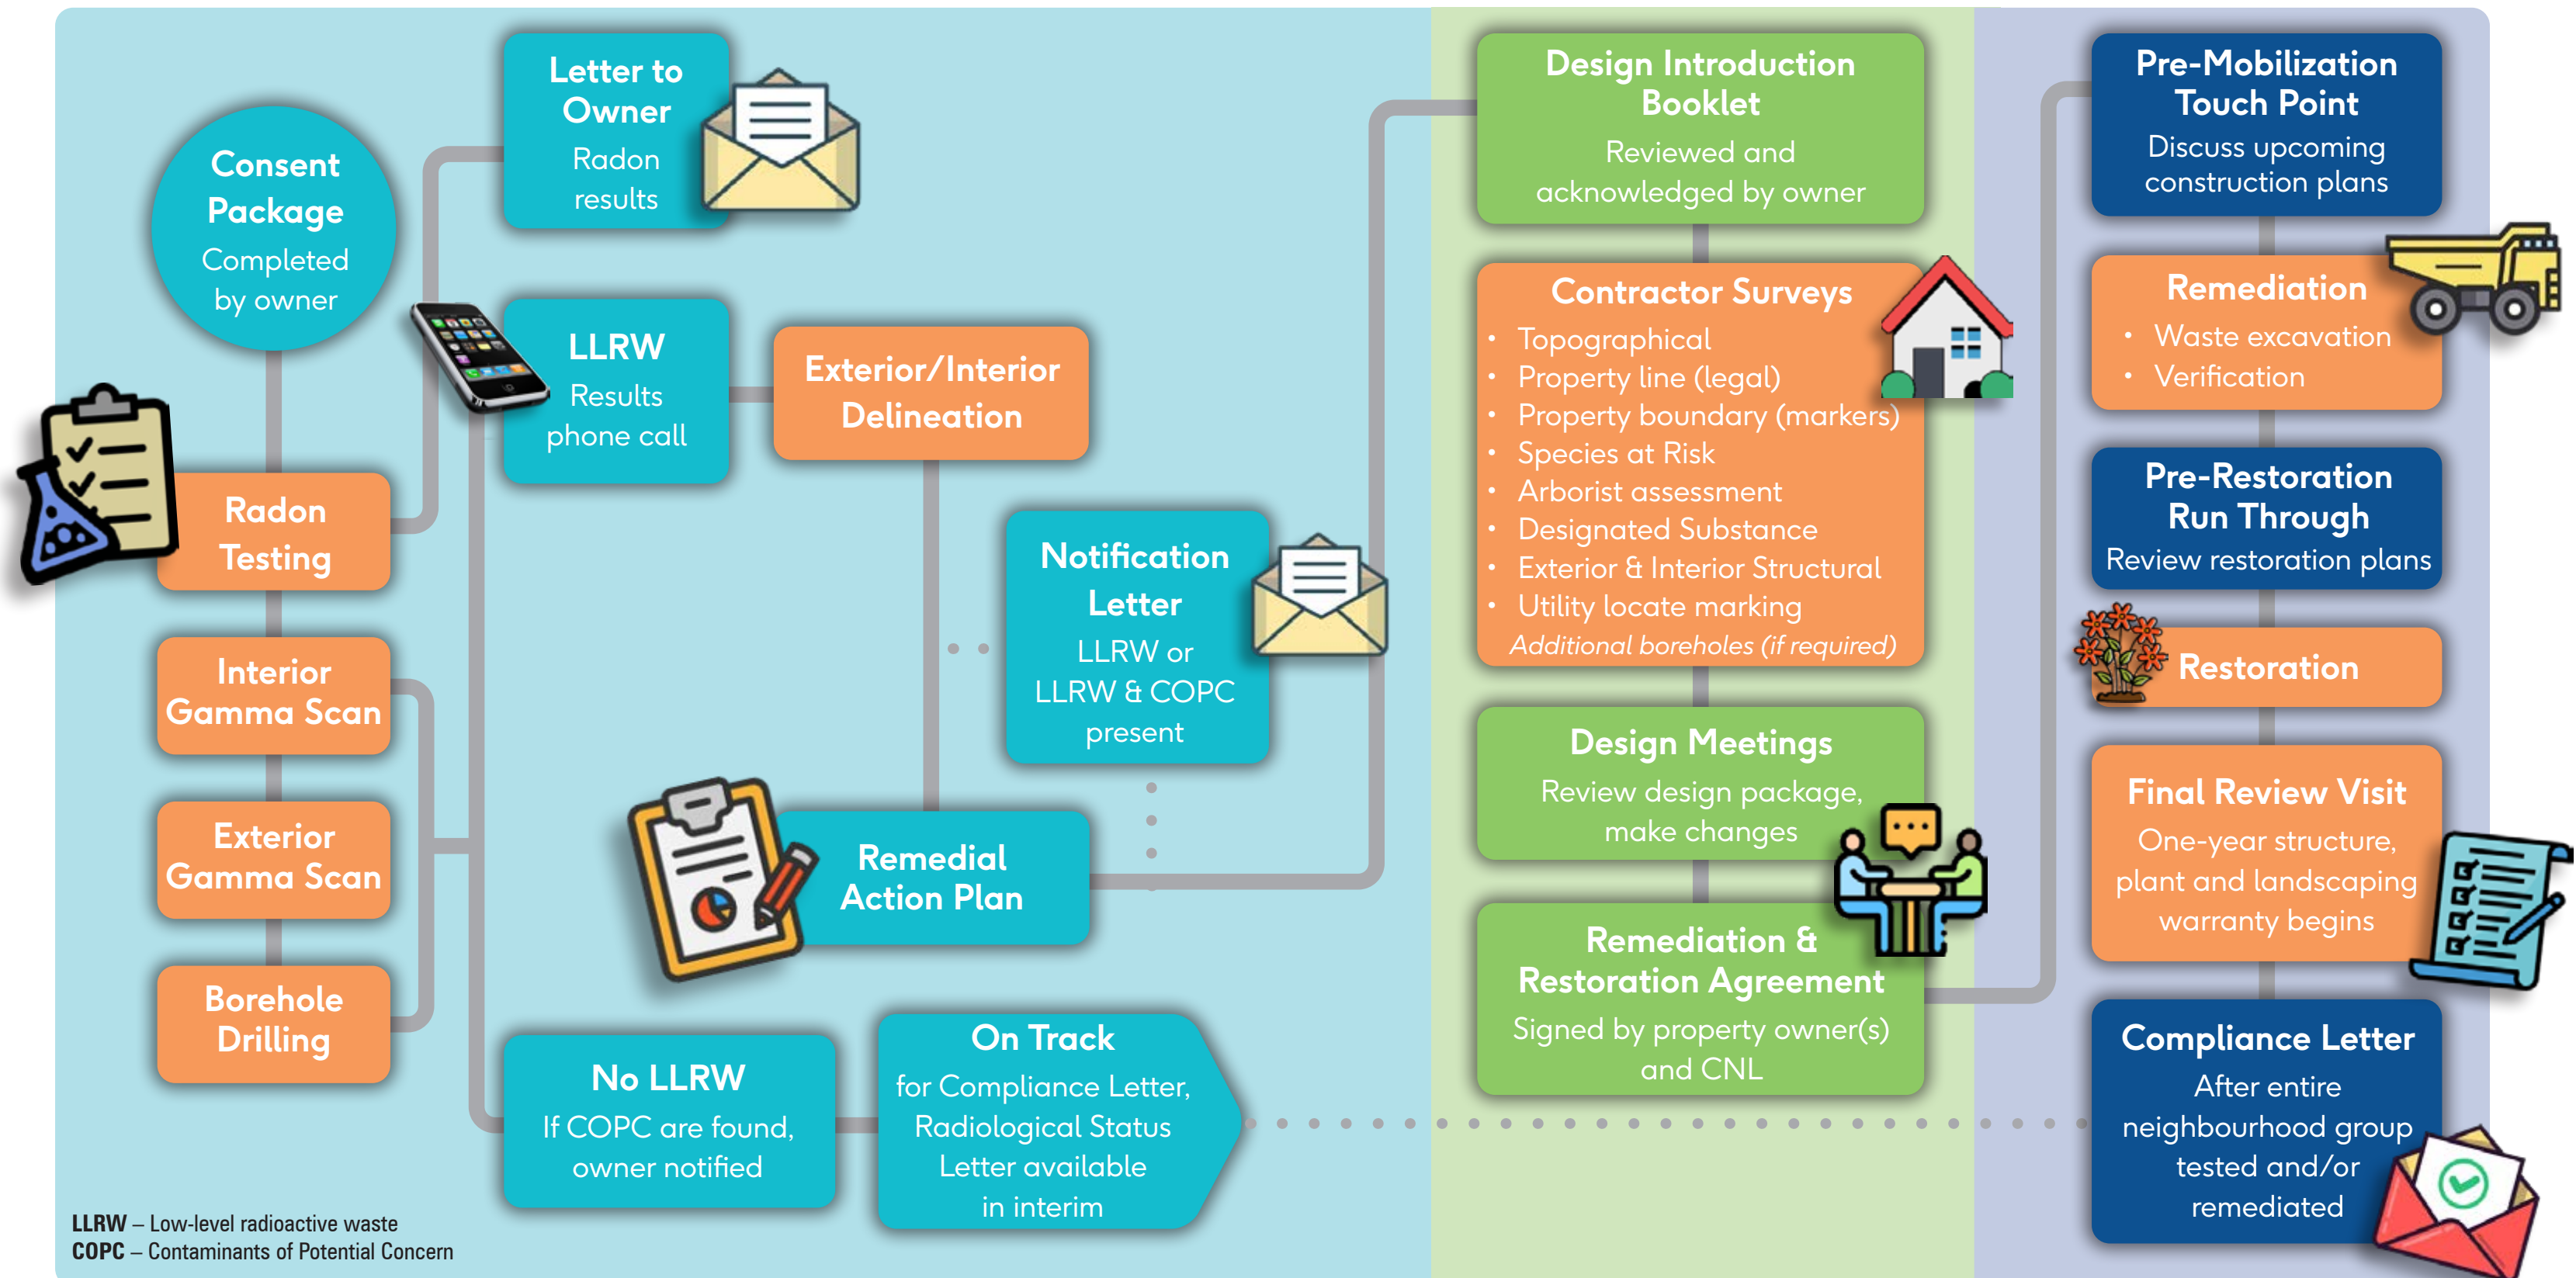 Consent
Package
Completed
by owner
Radon
Testing
Interior
Gamma Scan
Exterior
Gamma Scan
Borehole
Drilling
Letter to
Owner
Radon
results
LLRW
Results
phone call
Exterior/Interior
Delineation
Notification
Letter
LLRW or
LLRW & COPC
present
Remedial
Action Plan
No LLRW
If COPC are found,
owner notified
On Track
for Compliance Letter,
Radiological Status
Letter available
in interim
LLRW – Low-level radioactive waste
COPC – Contaminants of Potential Concern
Design Introduction
Booklet
Reviewed and
acknowledged by owner
Contractor Surveys
• Topographical
• Property line (legal)
• Property boundary (markers)
• Species at Risk
• Arborist assessment
• Designated Substance
• Exterior & Interior Structural
• Utility locate marking
Additional boreholes (if required)
Design Meetings
Review design package,
make changes
Remediation &
Restoration Agreement
Signed by property owner(s)
and CNL
Pre-Mobilization
Touch Point
Discuss upcoming
construction plans
Remediation
• Waste excavation
• Verification
Pre-Restoration
Run Through
Review restoration plans
Restoration
Final Review Visit
One-year structure,
plant and landscaping
warranty begins
Compliance Letter
After entire
neighbourhood group
tested and/or
remediated